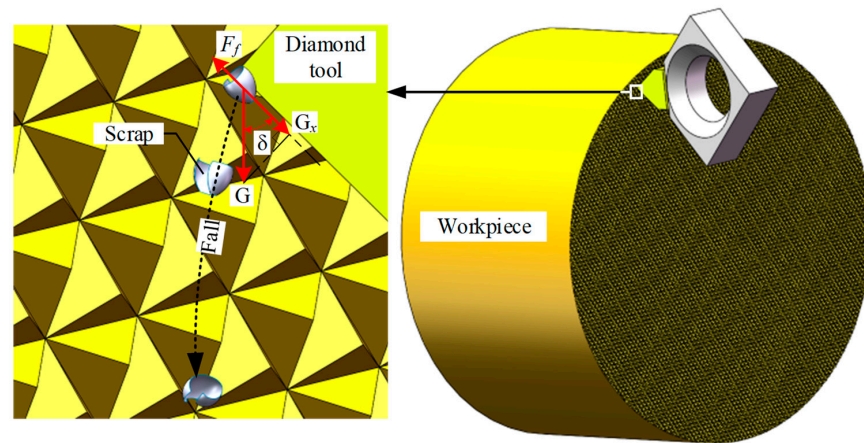 F_f
Diamond
tool
G_x
δ
Scrap
G
Fall
Workpiece